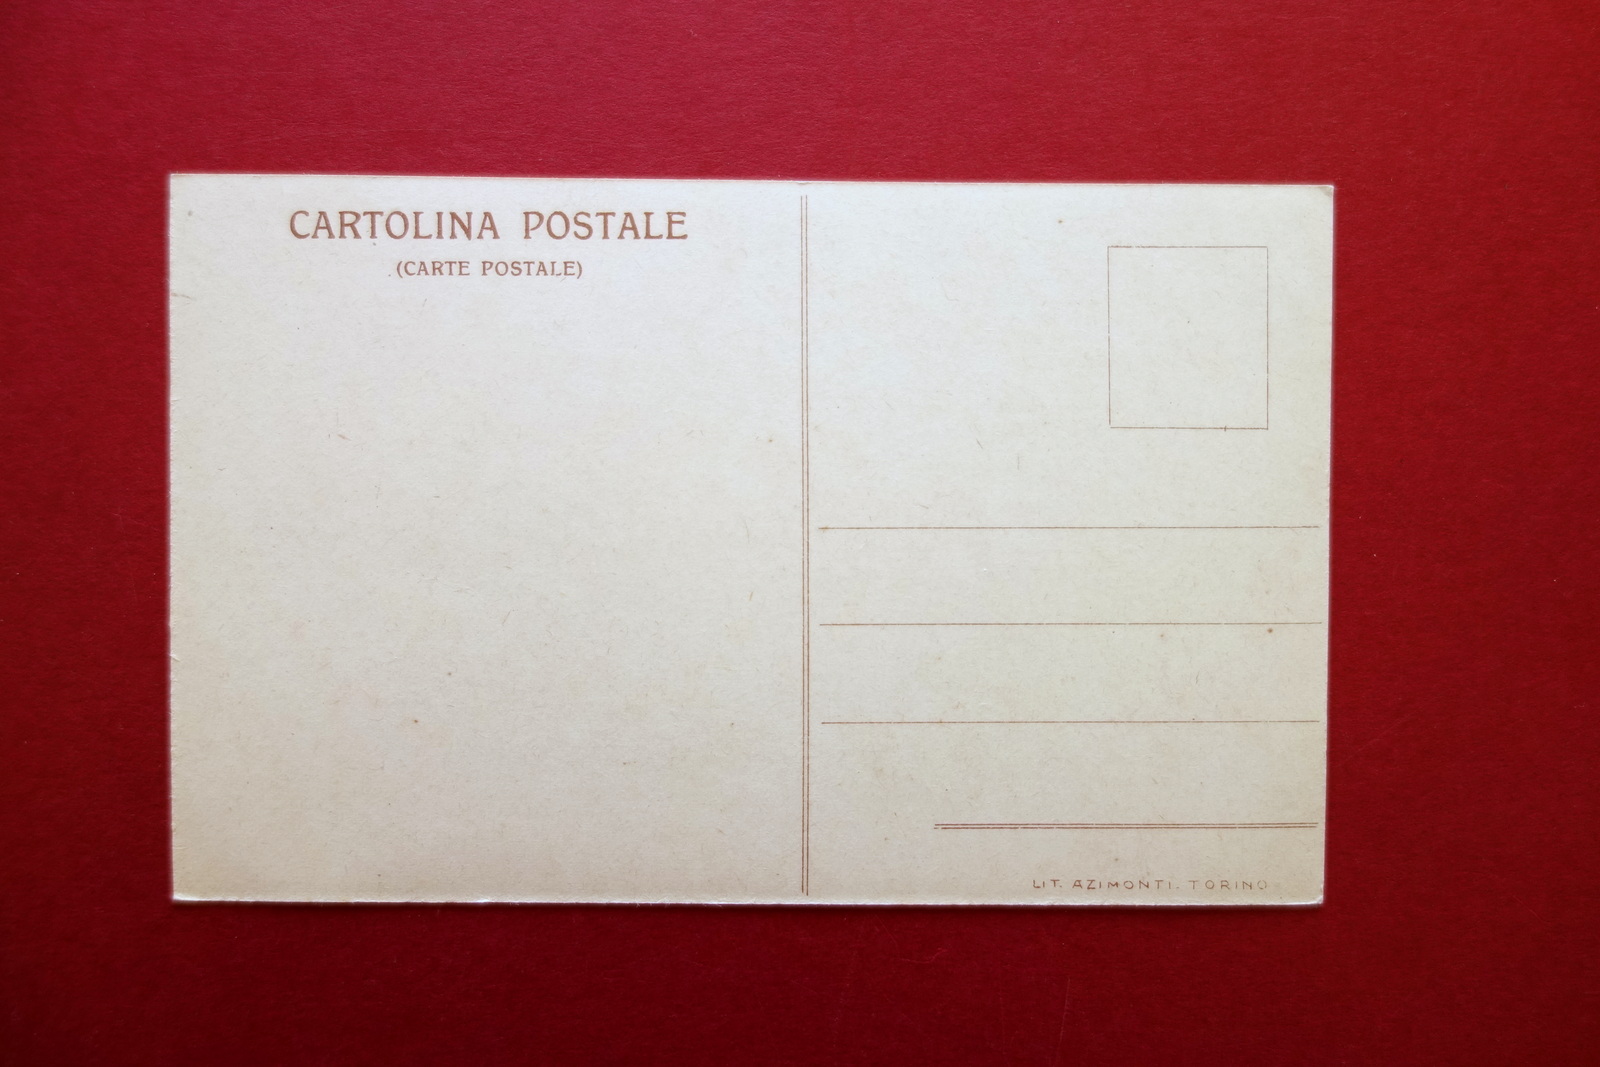 CARTOLINA POSTALE
(CARTE POSTALE)
LIT. AZIMONTI. TORINO